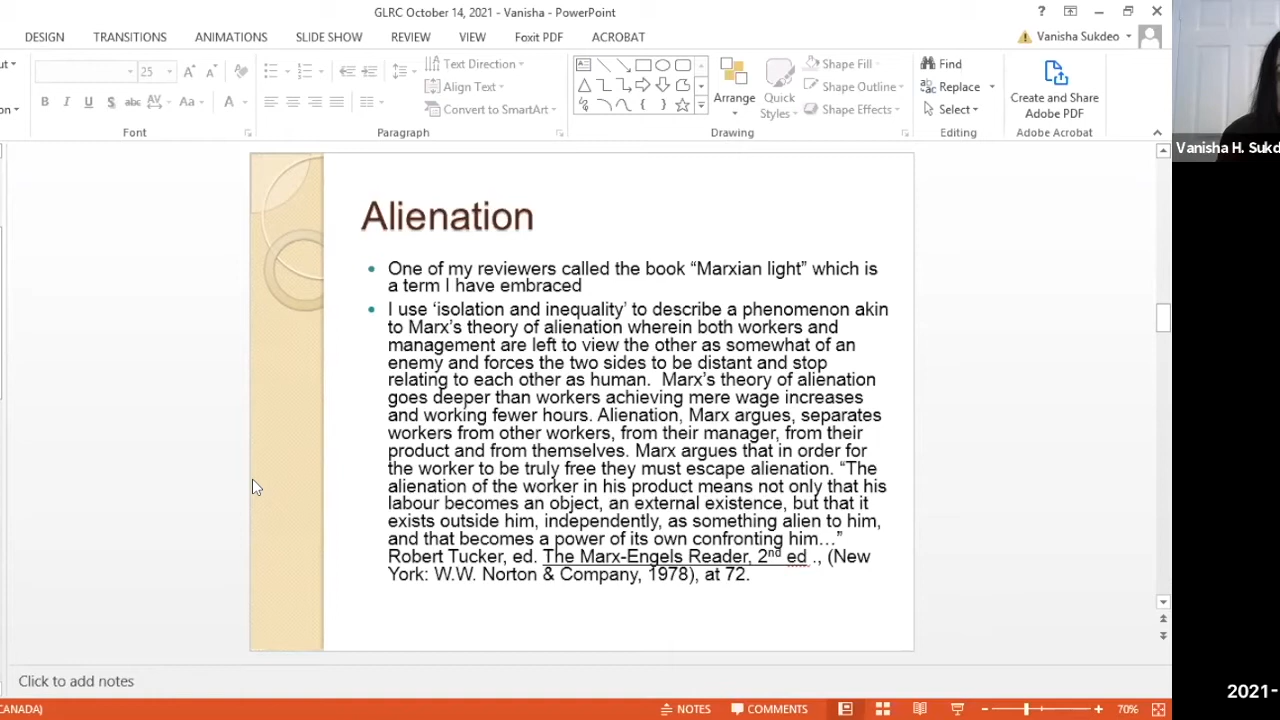 GLRC October 14, 2021 - Vanisha - PowerPoint
?
DESIGN TRANSITIONS ANIMATIONS SLIDE SHOW REVIEW VIEW Foxit PDF ACROBAT
Vanisha Sukdeo
25
Text Direction
Align Text
Convert to SmartArt
Arrange
Quick
Styles
Shape Fill
Shape Outline
Shape Effects
Find
Replace
Select
Create and Share
Adobe PDF
Font Paragraph Drawing Editing Adobe Acrobat
Vanisha H. Sukd
Alienation
One of my reviewers called the book “Marxian light” which is
a term I have embraced
I use ‘isolation and inequality’ to describe a phenomenon akin
to Marx’s theory of alienation wherein both workers and
management are left to view the other as somewhat of an
enemy and forces the two sides to be distant and stop
relating to each other as human.  Marx’s theory of alienation
goes deeper than workers achieving mere wage increases
and working fewer hours. Alienation, Marx argues, separates
workers from other workers, from their manager, from their
product and from themselves. Marx argues that in order for
the worker to be truly free they must escape alienation. “The
alienation of the worker in his product means not only that his
labour becomes an object, an external existence, but that it
exists outside him, independently, as something alien to him,
and that becomes a power of its own confronting him…”
Robert Tucker, ed. The Marx-Engels Reader, 2nd ed ., (New
York: W.W. Norton & Company, 1978), at 72.
Click to add notes
CANADA)
NOTES COMMENTS 70%
2021-